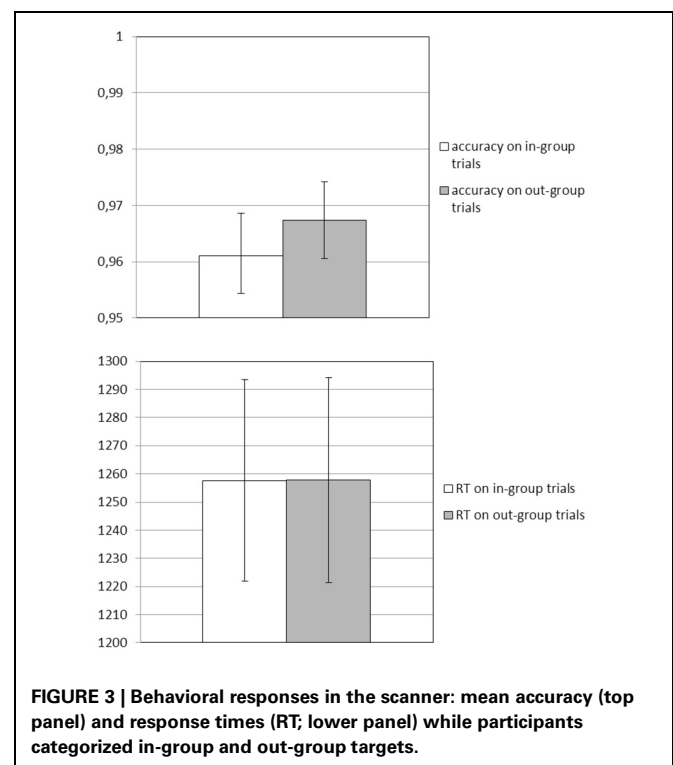 1
0,99
0,98
0,97
0,96
0,95
accuracy on in-group
trials
accuracy on out-group
trials
1300
1290
1280
1270
1260
1250
1240
1230
1220
1210
1200
RT on in-group trials
RT on out-group trials
FIGURE 3 | Behavioral responses in the scanner: mean accuracy (top
panel) and response times (RT; lower panel) while participants
categorized in-group and out-group targets.